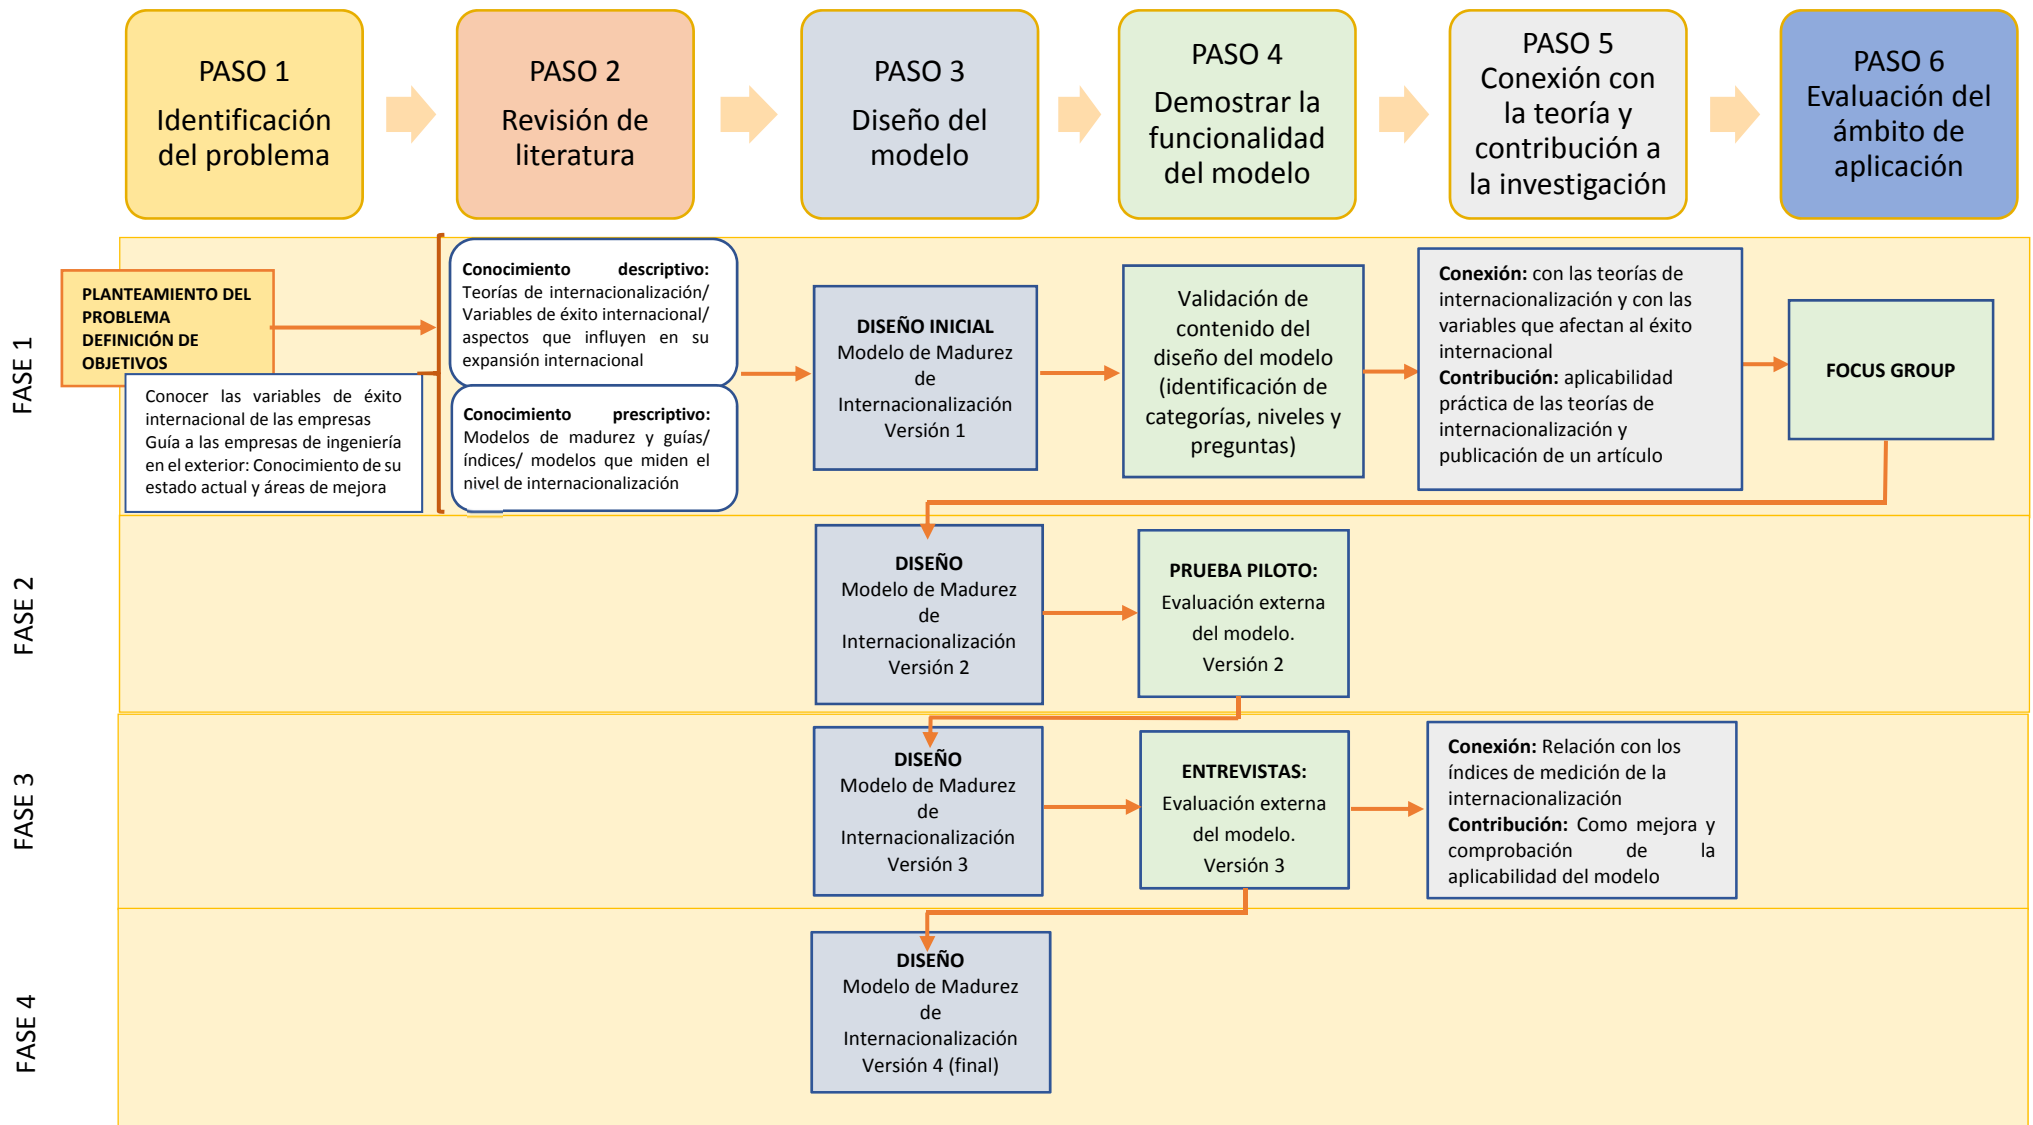 PASO 1
Identificación
del problema
PASO 2
Revisión de
literatura
PASO 3
Diseño del
modelo
PASO 4
Demostrar la
funcionalidad
del modelo
PASO 5
Conexión con
la teoría y
contribución a
la investigación
PASO 6
Evaluación del
ámbito de
aplicación
FASE 1
PLANTEAMIENTO DEL
PROBLEMA
DEFINICIÓN DE
OBJETIVOS
Conocer las variables de éxito
internacional de las empresas
Guía a las empresas de ingeniería
en el exterior: Conocimiento de su
estado actual y áreas de mejora
Conocimiento descriptivo:
Teorías de internacionalización/
Variables de éxito internacional/
aspectos que influyen en su
expansión internacional
Conocimiento prescriptivo:
Modelos de madurez y guías/
índices/ modelos que miden el
nivel de internacionalización
DISEÑO INICIAL
Modelo de Madurez
de
Internacionalización
Versión 1
Validación de
contenido del
diseño del modelo
(identificación de
categorías, niveles y
preguntas)
Conexión: con las teorías de
internacionalización y con las
variables que afectan al éxito
internacional
Contribución: aplicabilidad
práctica de las teorías de
internacionalización y
publicación de un artículo
FOCUS GROUP
FASE 2
DISEÑO
Modelo de Madurez
de
Internacionalización
Versión 2
PRUEBA PILOTO:
Evaluación externa
del modelo.
Versión 2
FASE 3
DISEÑO
Modelo de Madurez
de
Internacionalización
Versión 3
ENTREVISTAS:
Evaluación externa
del modelo.
Versión 3
Conexión: Relación con los
índices de medición de la
internacionalización
Contribución: Como mejora y
comprobación de la
aplicabilidad del modelo
FASE 4
DISEÑO
Modelo de Madurez
de
Internacionalización
Versión 4 (final)